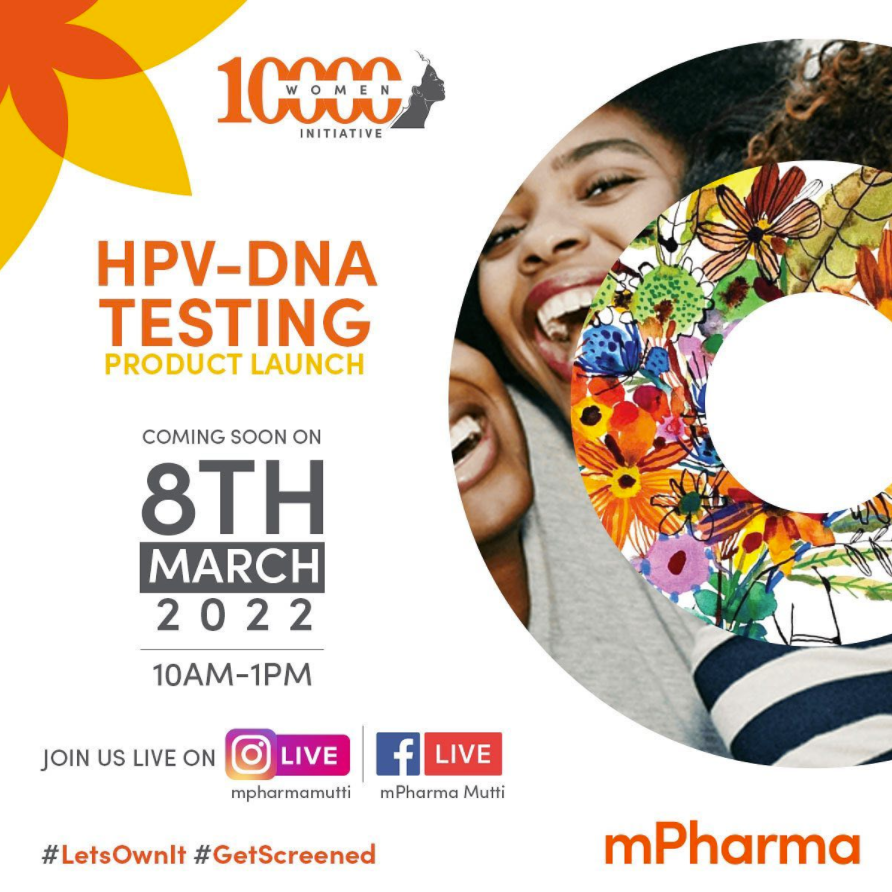 10000
WOMEN
INITIATIVE
HPV-DNA
TESTING
PRODUCT LAUNCH
COMING SOON ON
8TH
MARCH
2022
10AM-1PM
JOIN US LIVE ON LIVE f LIVE
mpharmamutti mPharma Mutti
#LetsOwnIt #GetScreened
mPharma